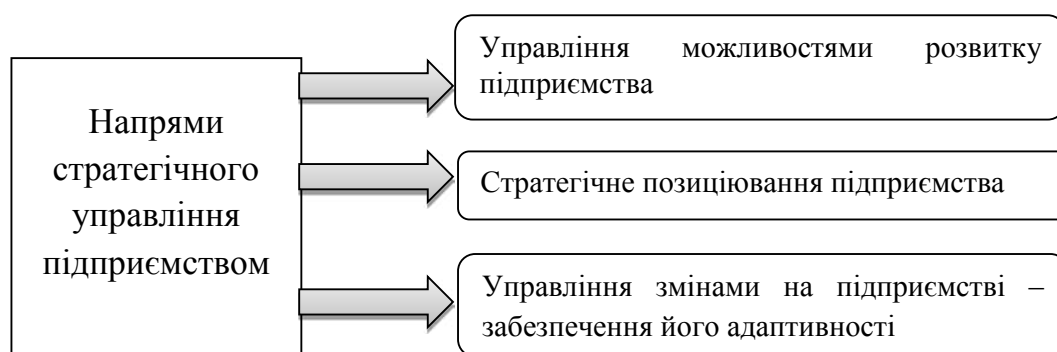 Напрями
стратегічного
управління
підприємством
Управління можливостями розвитку
підприємства
Стратегічне позиціювання підприємства
Управління змінами на підприємстві –
забезпечення його адаптивності